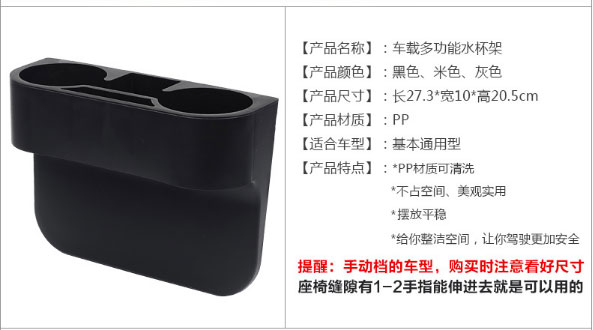 【产品名称】：车载多功能水杯架
【产品颜色】：黑色、米色、灰色
【产品尺寸】：长27.3*宽10*高20.5cm
【产品材质】：PP
【适合车型】：基本通用型
【产品特点】：*PP材质可清洗
*不占空间、美观实用
*摆放平稳
*给你整洁空间，让你驾驶更加安全
提醒：手动档的车型，购买时注意看好尺寸
座椅缝隙有1-2手指能伸进去就是可以用的